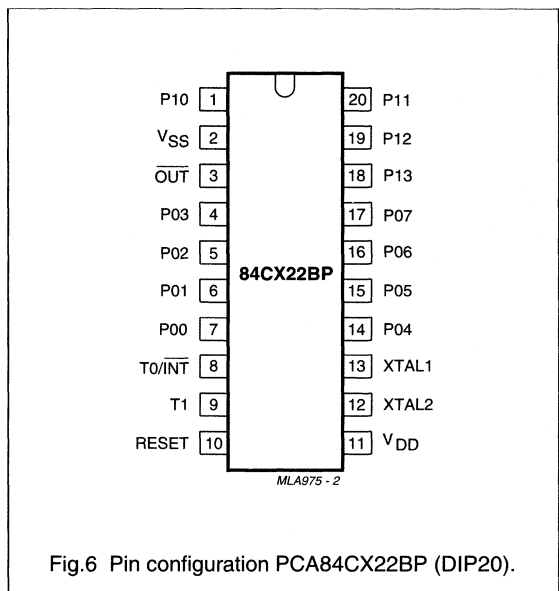 P10 1 20 P11
VSS 2 19 P12
OUT 3 18 P13
P03 4 17 P07
P02 5 16 P06
84CX22BP
P01 6 15 P05
P00 7 14 P04
T0/INT 8 13 XTAL1
T1 9 12 XTAL2
RESET 10 11 VDD
MLA975 - 2
Fig.6 Pin configuration PCA84CX22BP (DIP20).